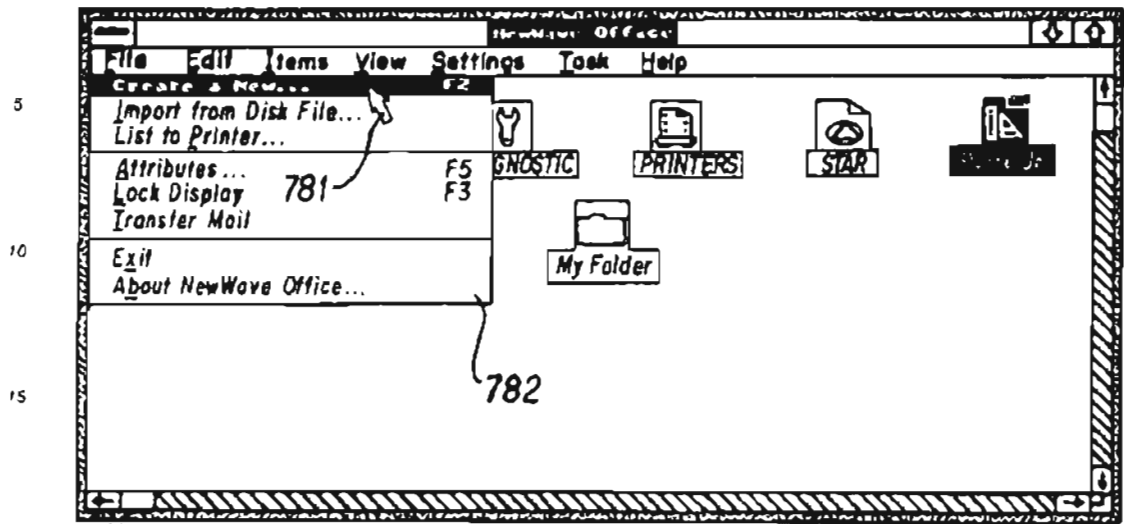 NewWave Office
File Edit Items View Settings Task Help
Create a New... F2
5
Import from Disk File...
List to Printer...
GNOSTIC PRINTERS STAR
Attributes... F5
781
Lock Display F3
Transfer Mail
10
Exit
My Folder
About NewWave Office...
782
15